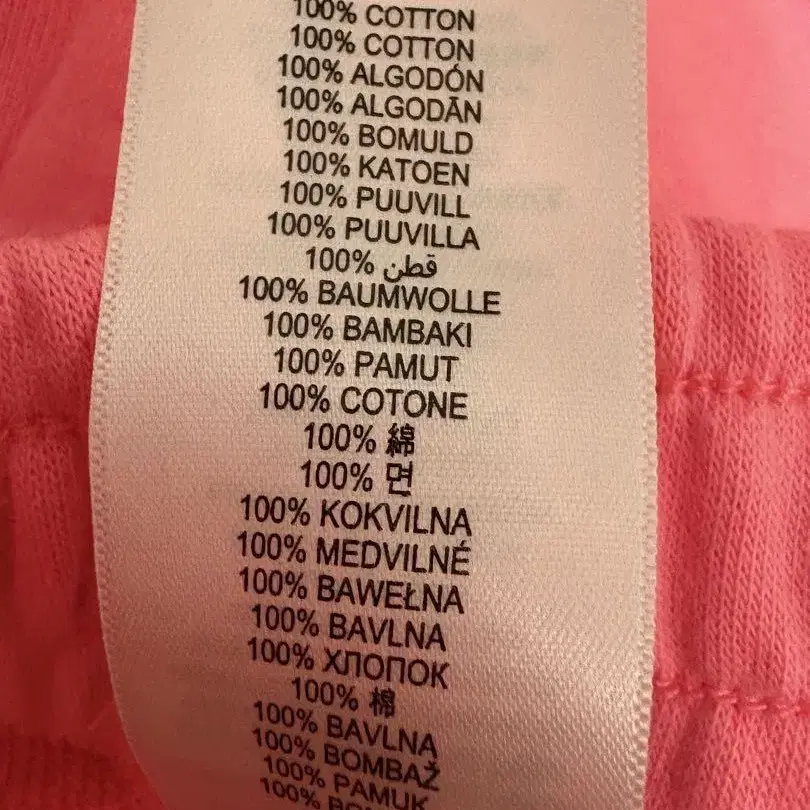 100% COTTON
100% COTTON
100% ALGODÓN
100% ALGODÃN
100% BOMULD
100% KATOEN
100% PUUVILL
100% PUUVILLA
100% قطن
100% BAUMWOLLE
100% BAMBAKI
100% PAMUT
100% COTONE
100% 綿
100% 면
100% KOKVILNA
100% MEDVILNÉ
100% BAWEŁNA
100% BAVLNA
100% ХЛОПОК
100% 棉
100% BAVLNA
100% BOMBAŽ
100% PAMUK
100%